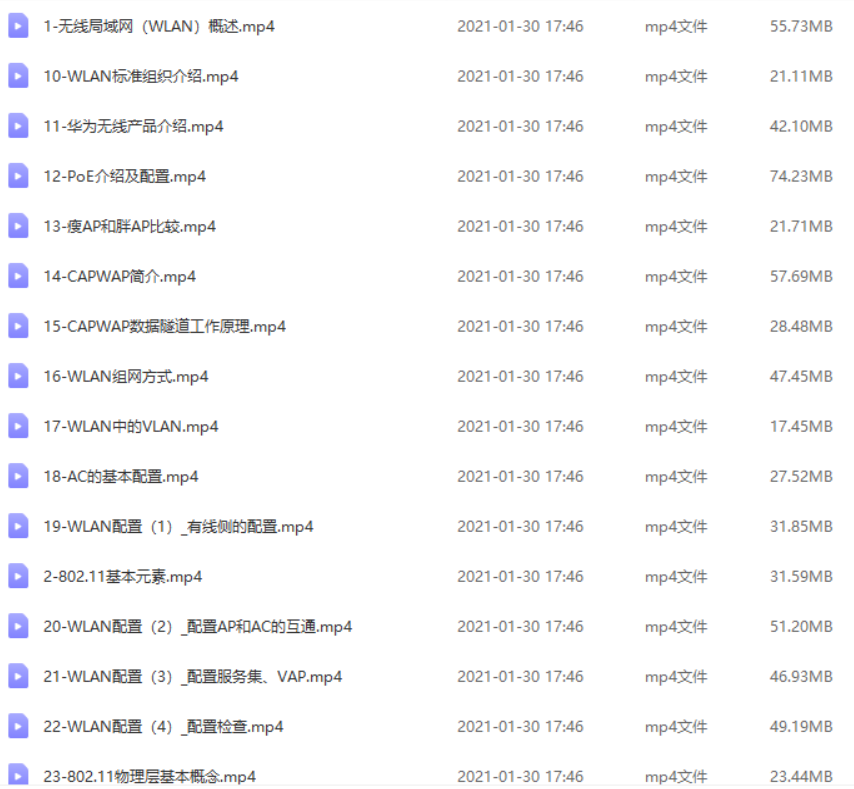 1-无线局域网（WLAN）概述.mp4 2021-01-30 17:46 mp4文件 55.73MB
10-WLAN标准组织介绍.mp4 2021-01-30 17:46 mp4文件 21.11MB
11-华为无线产品介绍.mp4 2021-01-30 17:46 mp4文件 42.10MB
12-PoE介绍及配置.mp4 2021-01-30 17:46 mp4文件 74.23MB
13-瘦AP和胖AP比较.mp4 2021-01-30 17:46 mp4文件 21.71MB
14-CAPWAP简介.mp4 2021-01-30 17:46 mp4文件 57.69MB
15-CAPWAP数据隧道工作原理.mp4 2021-01-30 17:46 mp4文件 28.48MB
16-WLAN组网方式.mp4 2021-01-30 17:46 mp4文件 47.45MB
17-WLAN中的VLAN.mp4 2021-01-30 17:46 mp4文件 17.45MB
18-AC的基本配置.mp4 2021-01-30 17:46 mp4文件 27.52MB
19-WLAN配置（1）_有线侧的配置.mp4 2021-01-30 17:46 mp4文件 31.85MB
2-802.11基本元素.mp4 2021-01-30 17:46 mp4文件 31.59MB
20-WLAN配置（2）_配置AP和AC的互通.mp4 2021-01-30 17:46 mp4文件 51.20MB
21-WLAN配置（3）_配置服务集、VAP.mp4 2021-01-30 17:46 mp4文件 46.93MB
22-WLAN配置（4）_配置检查.mp4 2021-01-30 17:46 mp4文件 49.19MB
23-802.11物理层基本概念.mp4 2021-01-30 17:46 mp4文件 23.44MB